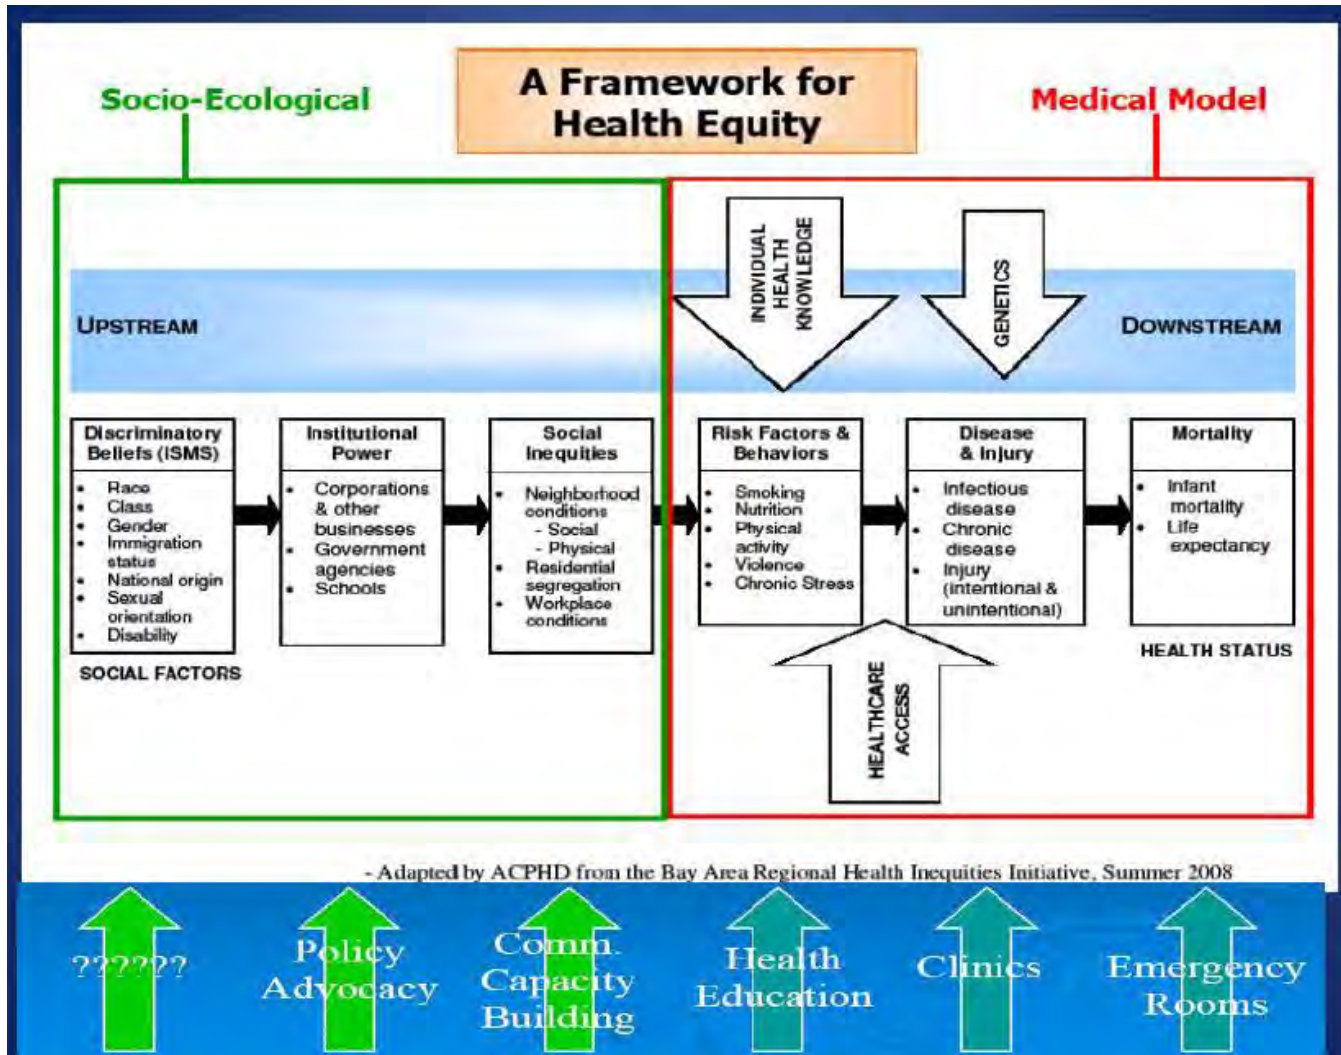 A Framework for
Health Equity
Socio-Ecological
Medical Model
INDIVIDUAL
HEALTH
KNOWLEDGE
GENETICS
UPSTREAM
DOWNSTREAM
Discriminatory
Beliefs (ISMS)
• Race
• Class
• Gender
• Immigration
status
• National origin
• Sexual
orientation
• Disability
SOCIAL FACTORS
Institutional
Power
• Corporations
& other
businesses
• Government
agencies
• Schools
Social
Inequities
• Neighborhood
conditions
- Social
- Physical
• Residential
segregation
• Workplace
conditions
Risk Factors &
Behaviors
• Smoking
• Nutrition
• Physical
activity
• Violence
• Chronic Stress
Disease
& Injury
• Infectious
disease
• Chronic
disease
• Injury
(intentional &
unintentional)
Mortality
• Infant
mortality
• Life
expectancy
HEALTH STATUS
HEALTHCARE
ACCESS
- Adapted by ACPHD from the Bay Area Regional Health Inequities Initiative, Summer 2008
??????
Policy
Advocacy
Comm.
Capacity
Building
Health
Education
Clinics
Emergency
Rooms